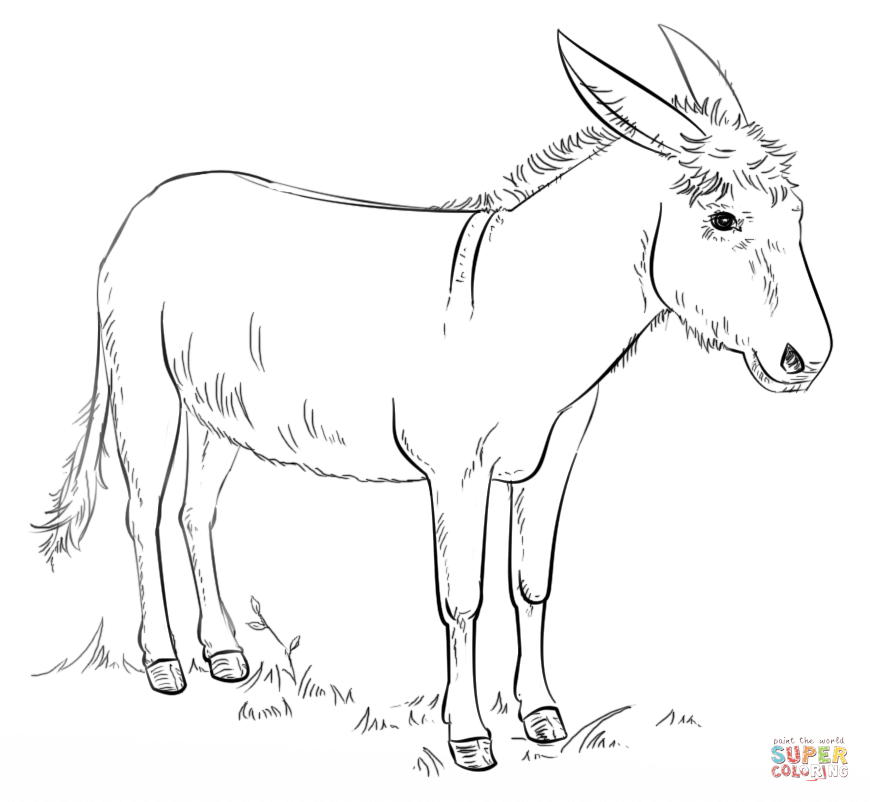 paint the world
SUPER
COLORING